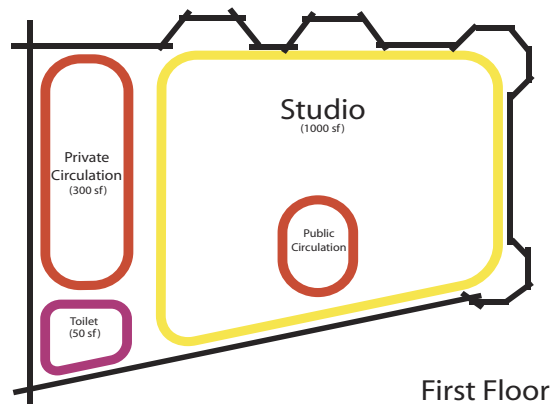 Studio
(1000 sf)
Private
Circulation
(300 sf)
Public
Circulation
Toilet
(50 sf)
First Floor